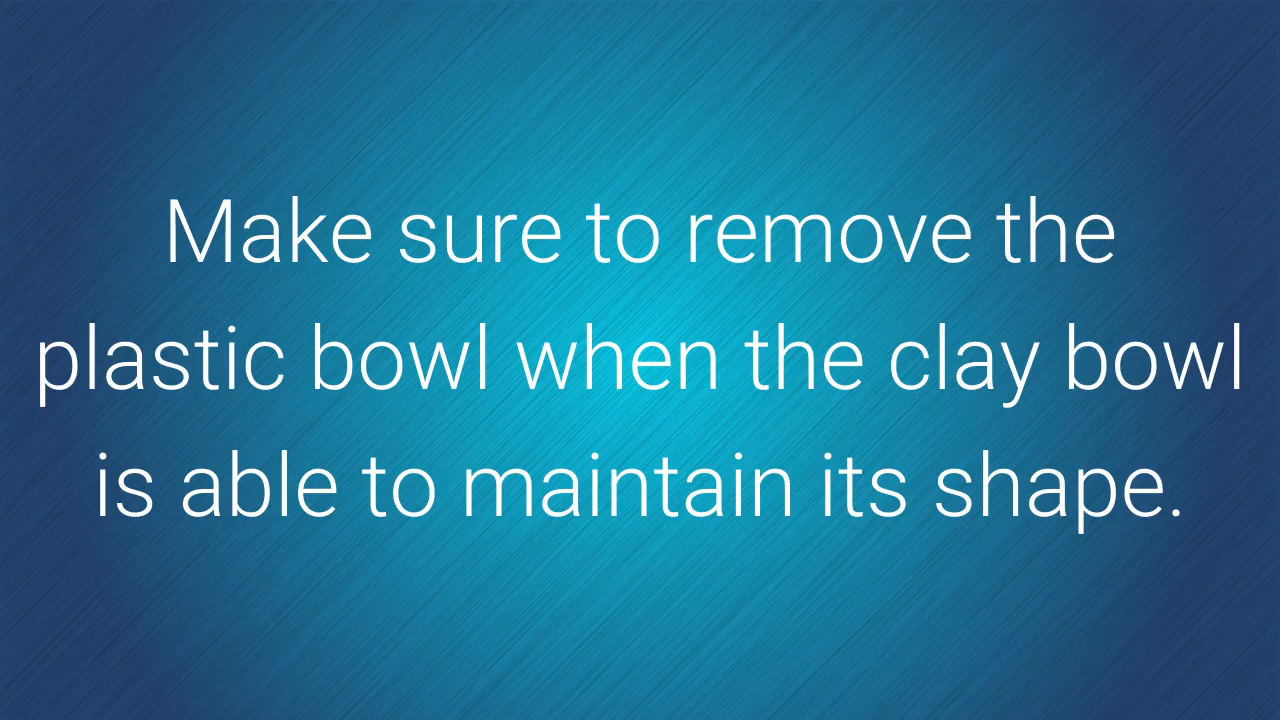 Make sure to remove the
plastic bowl when the clay bowl
is able to maintain its shape.